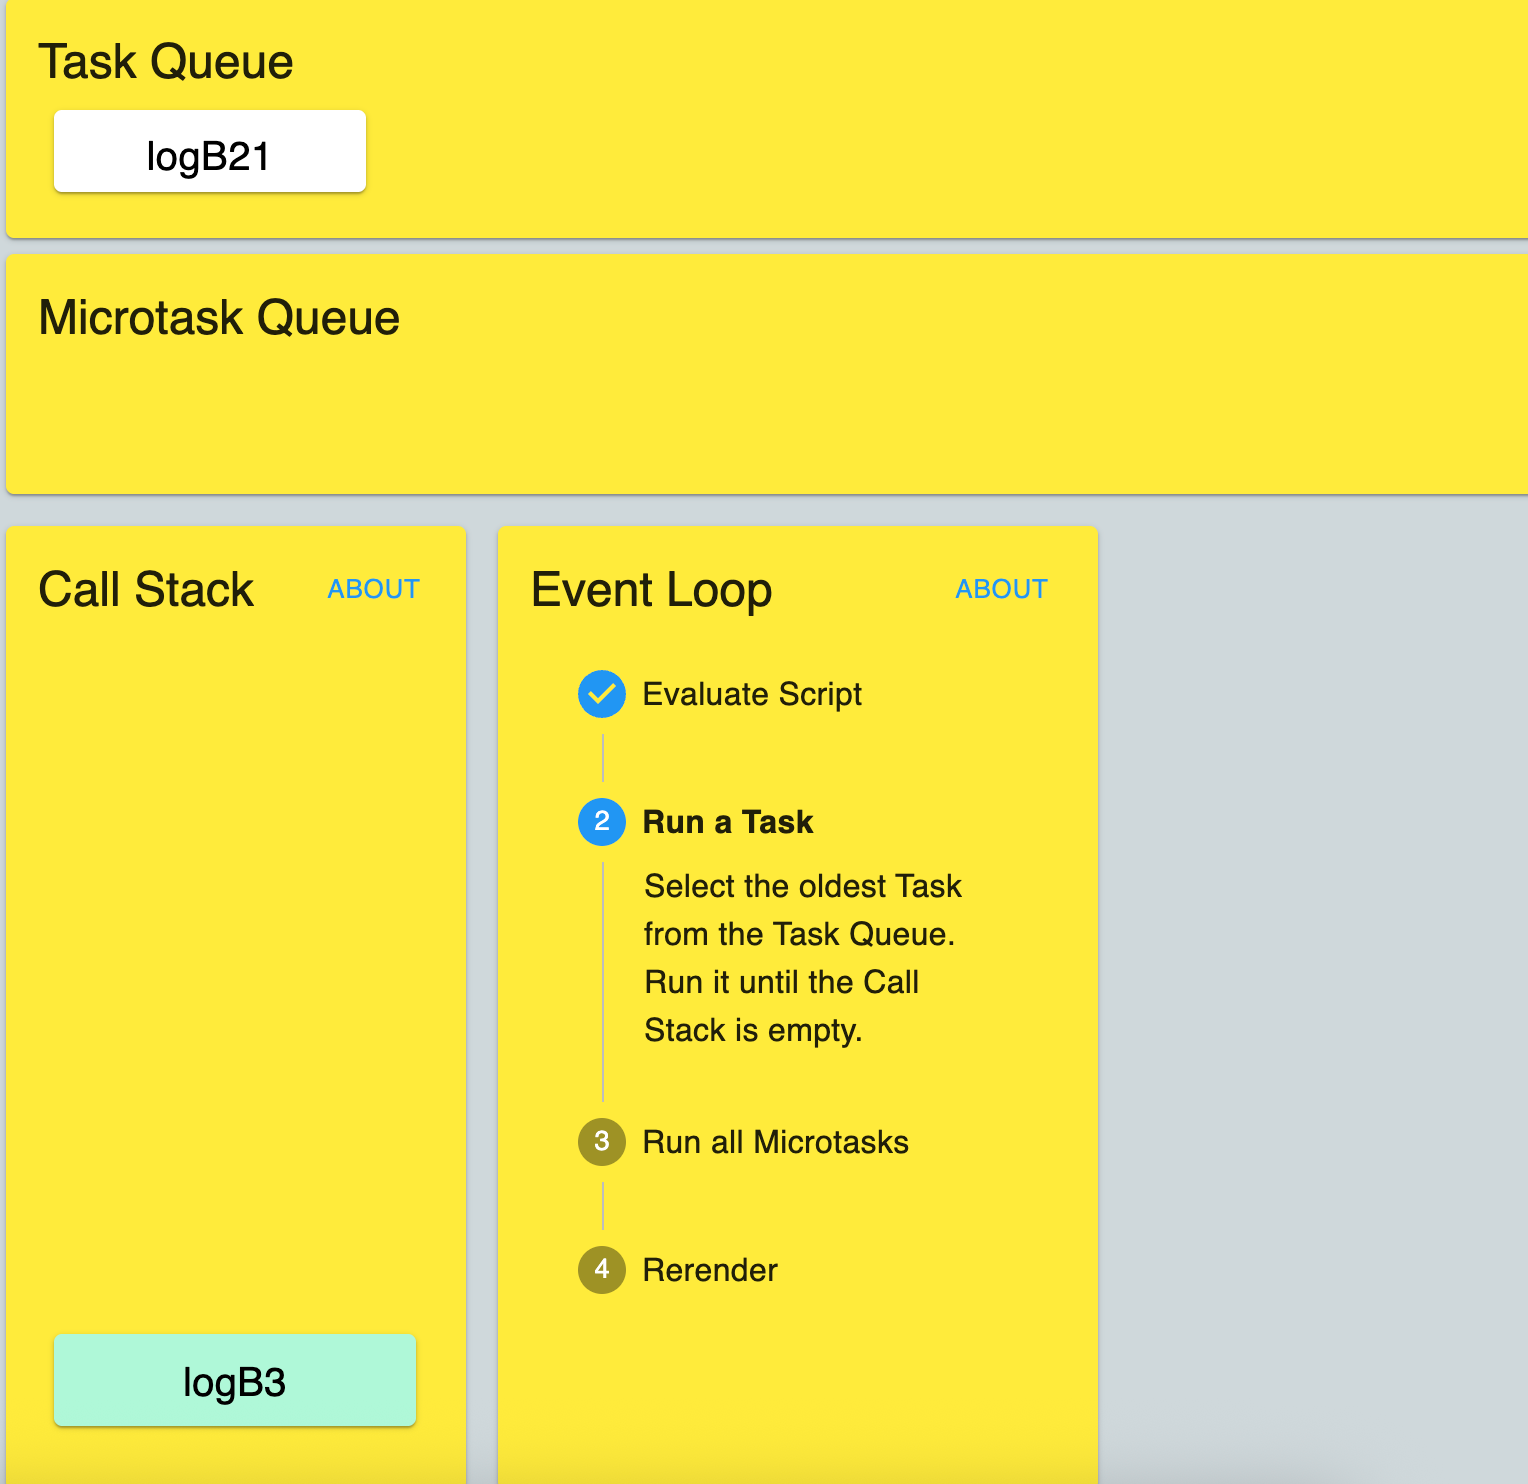 Task Queue
logB21
Microtask Queue
Call Stack
ABOUT
logB3
Event Loop
ABOUT
Evaluate Script
2
Run a Task
Select the oldest Task
from the Task Queue.
Run it until the Call
Stack is empty.
3
Run all Microtasks
4
Rerender